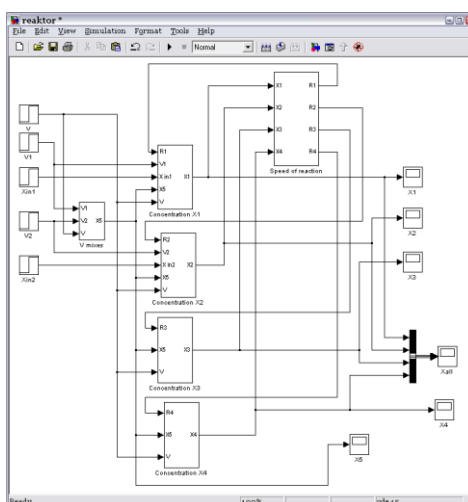 reaktor *
File Edit View Simulation Format Tools Help
Normal
V
V1
Xin1
V2
Xin2
V1
V2
V
X5
V mixes
R1
V1
X in1
X5
V
X1
Concentration X1
R2
V2
X in2
X5
V
X2
Concentration X2
R3
X5
V
X3
Concentration X3
R4
X5
V
X4
Concentration X4
X1
X2
X3
X4
R1
R2
R3
R4
Speed of reaction
X1
X2
X3
Xall
X4
X5
Ready
100%
ode45